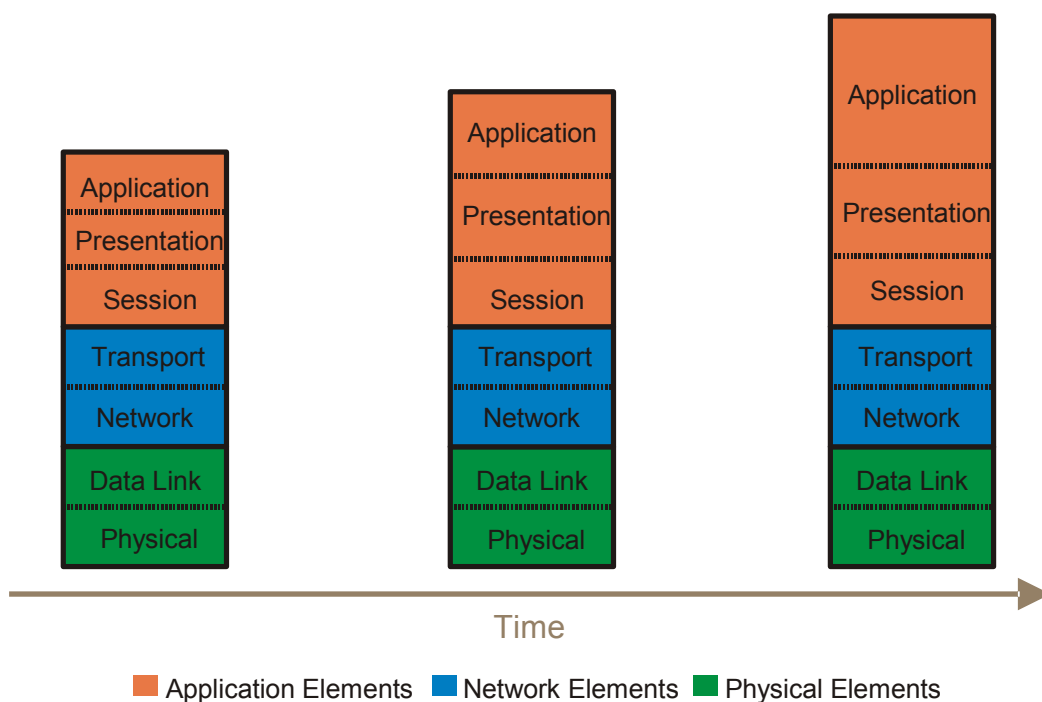 Application
Presentation
Session
Transport
Network
Data Link
Physical
Application
Presentation
Session
Transport
Network
Data Link
Physical
Application
Presentation
Session
Transport
Network
Data Link
Physical
Time
Application Elements Network Elements Physical Elements